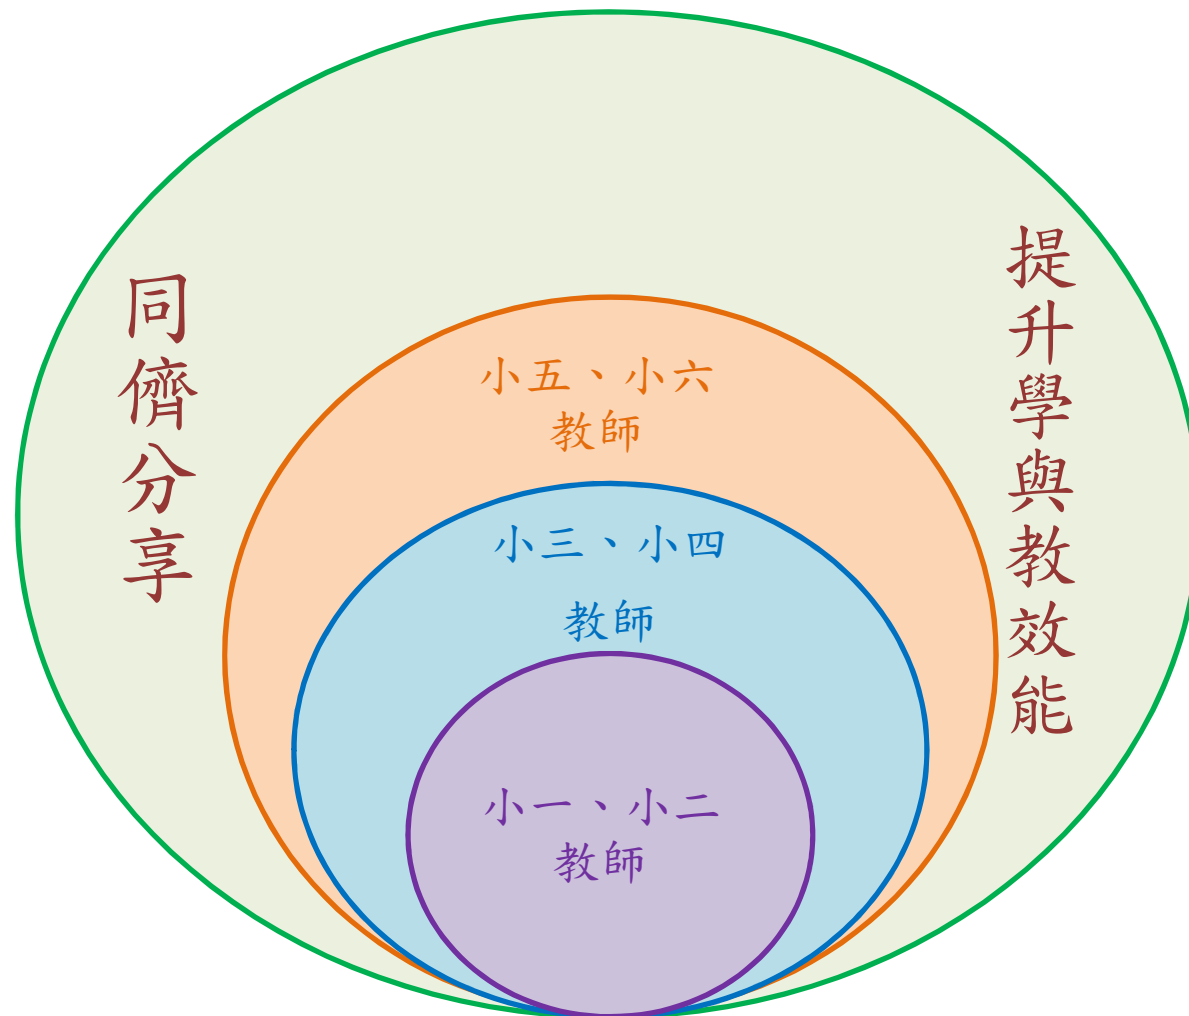 同儕分享
提升學與教效能
小五、小六
教師
小三、小四
教師
小一、小二
教師